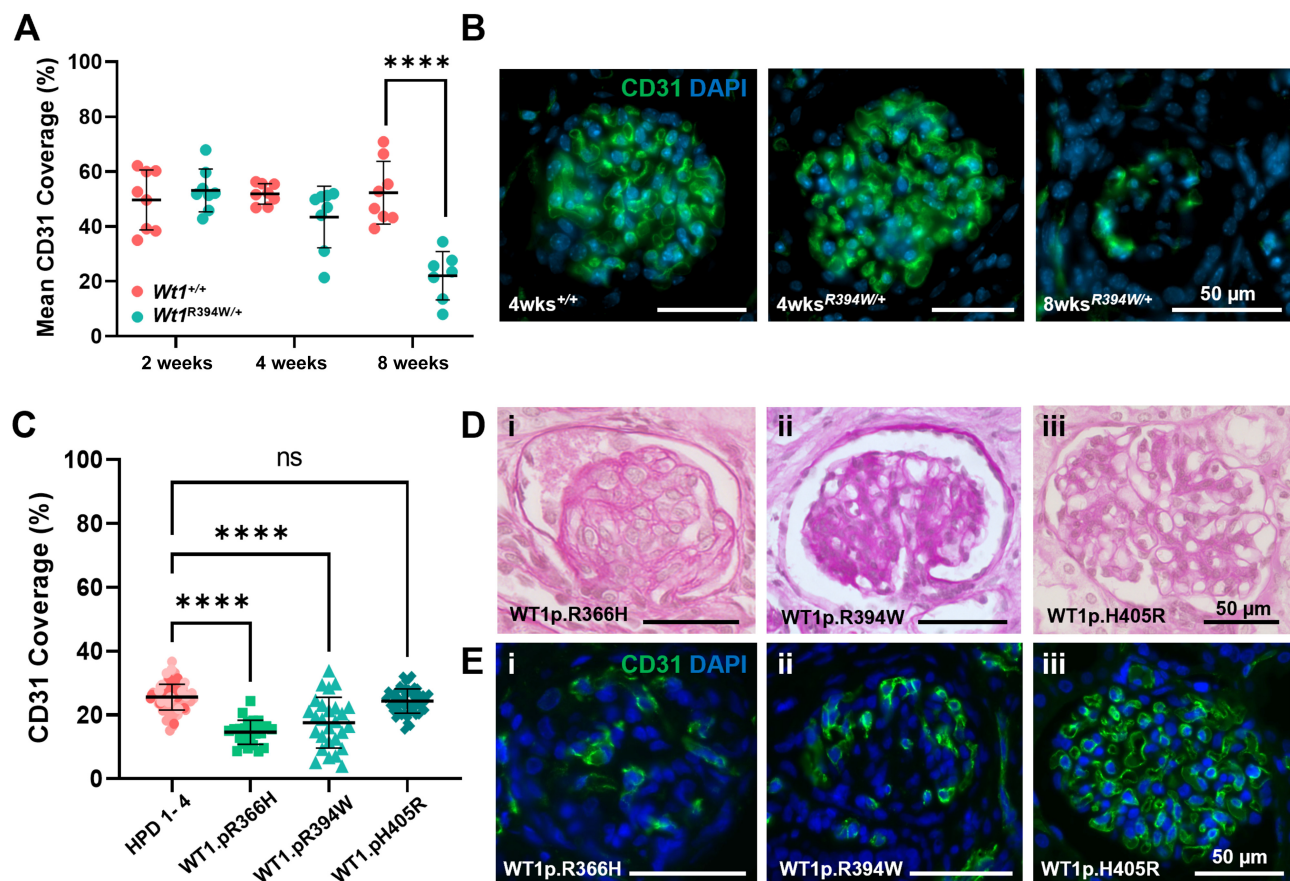 A
Mean CD31 Coverage (%)
100
80
60
40
20
0
****
Wt1+/+
Wt1R394W/+
2 weeks
4 weeks
8 weeks
B
CD31 DAPI
4wks+/+
4wksR394W/+
8wksR394W/+
50 µm
C
CD31 Coverage (%)
100
80
60
40
20
0
ns
****
****
HPD 1- 4
WT1.pR366H
WT1.pR394W
WT1.pH405R
D
i
WT1p.R366H
ii
WT1p.R394W
iii
WT1p.H405R
50 µm
E
i
CD31 DAPI
WT1p.R366H
ii
WT1p.R394W
iii
WT1p.H405R
50 µm